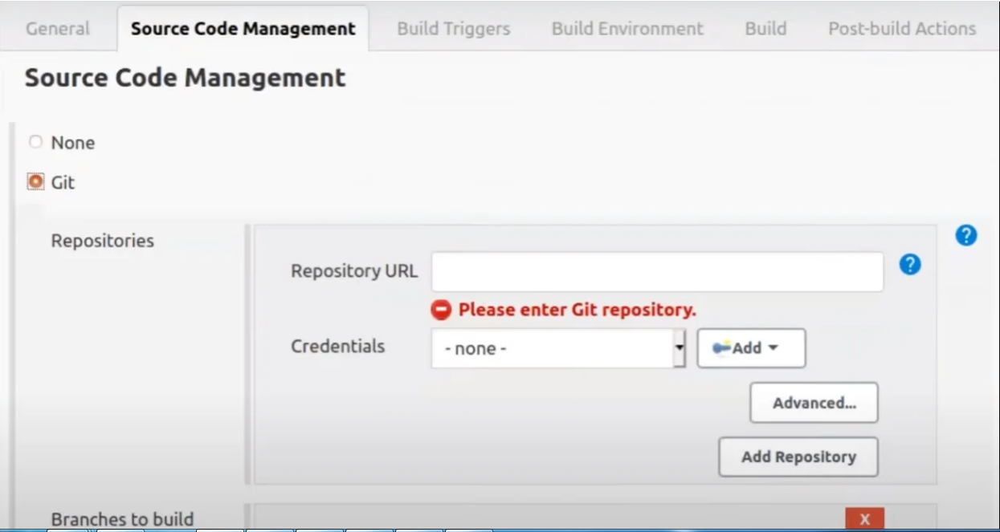 General Source Code Management Build Triggers Build Environment Build Post-build Actions
Source Code Management
None
Git
Repositories
?
Repository URL
?
Please enter Git repository.
Credentials - none - Add
Advanced...
Add Repository
Branches to build X